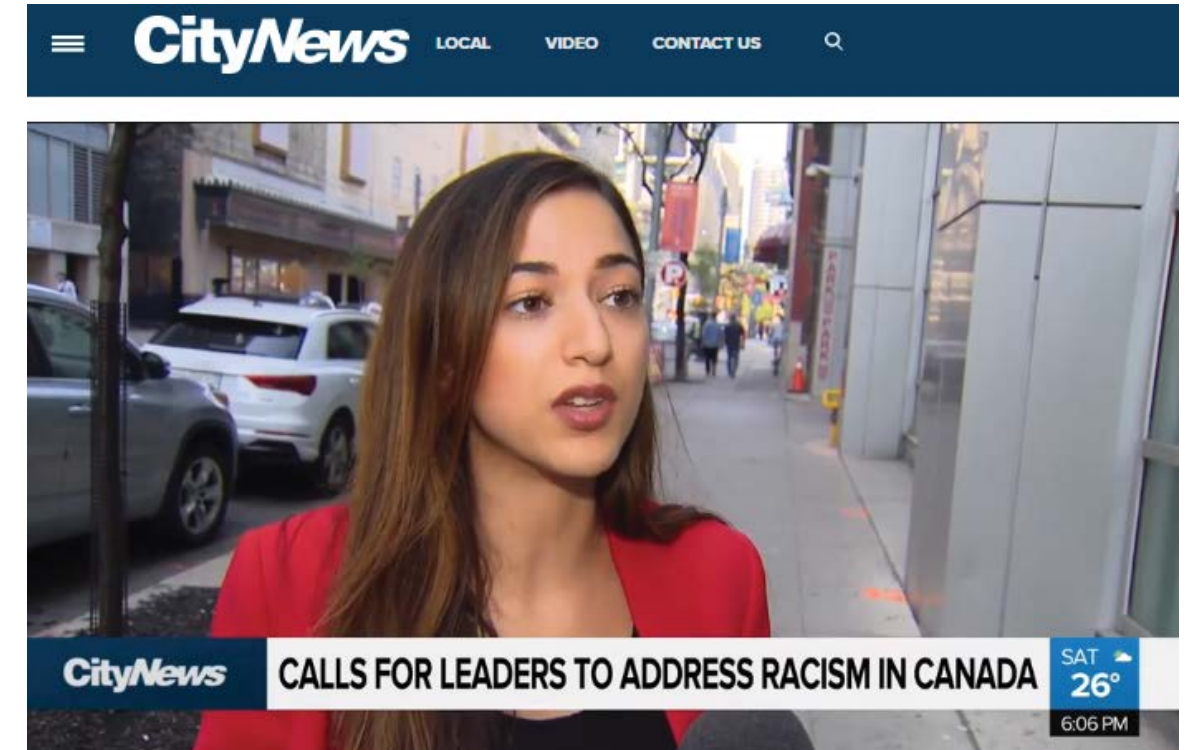 CityNews LOCAL VIDEO CONTACT US
P
CityNews CALLS FOR LEADERS TO ADDRESS RACISM IN CANADA SAT 26°
6:06 PM